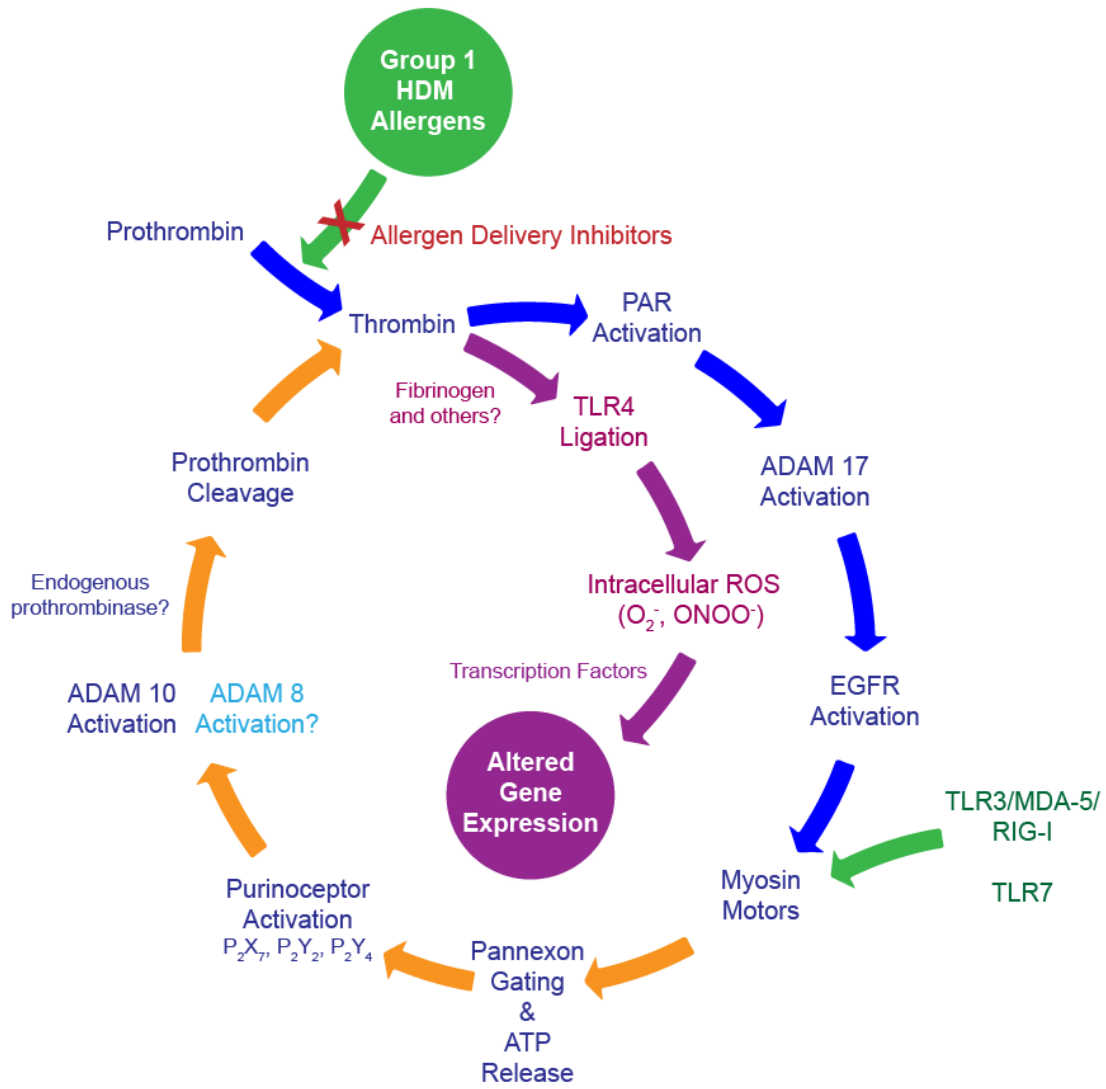 Group 1
HDM
Allergens
Prothrombin
X
Allergen Delivery Inhibitors
Thrombin
PAR
Activation
Fibrinogen
and others?
TLR4
Ligation
ADAM 17
Activation
Prothrombin
Cleavage
Endogenous
prothrombinase?
Intracellular ROS
(O₂⁻, ONOO⁻)
Transcription Factors
EGFR
Activation
ADAM 10
Activation
ADAM 8
Activation?
Altered
Gene
Expression
TLR3/MDA-5/
RIG-I
TLR7
Myosin
Motors
Purinoceptor
Activation
P₂X₇, P₂Y₂, P₂Y₄
Pannexon
Gating
&
ATP
Release